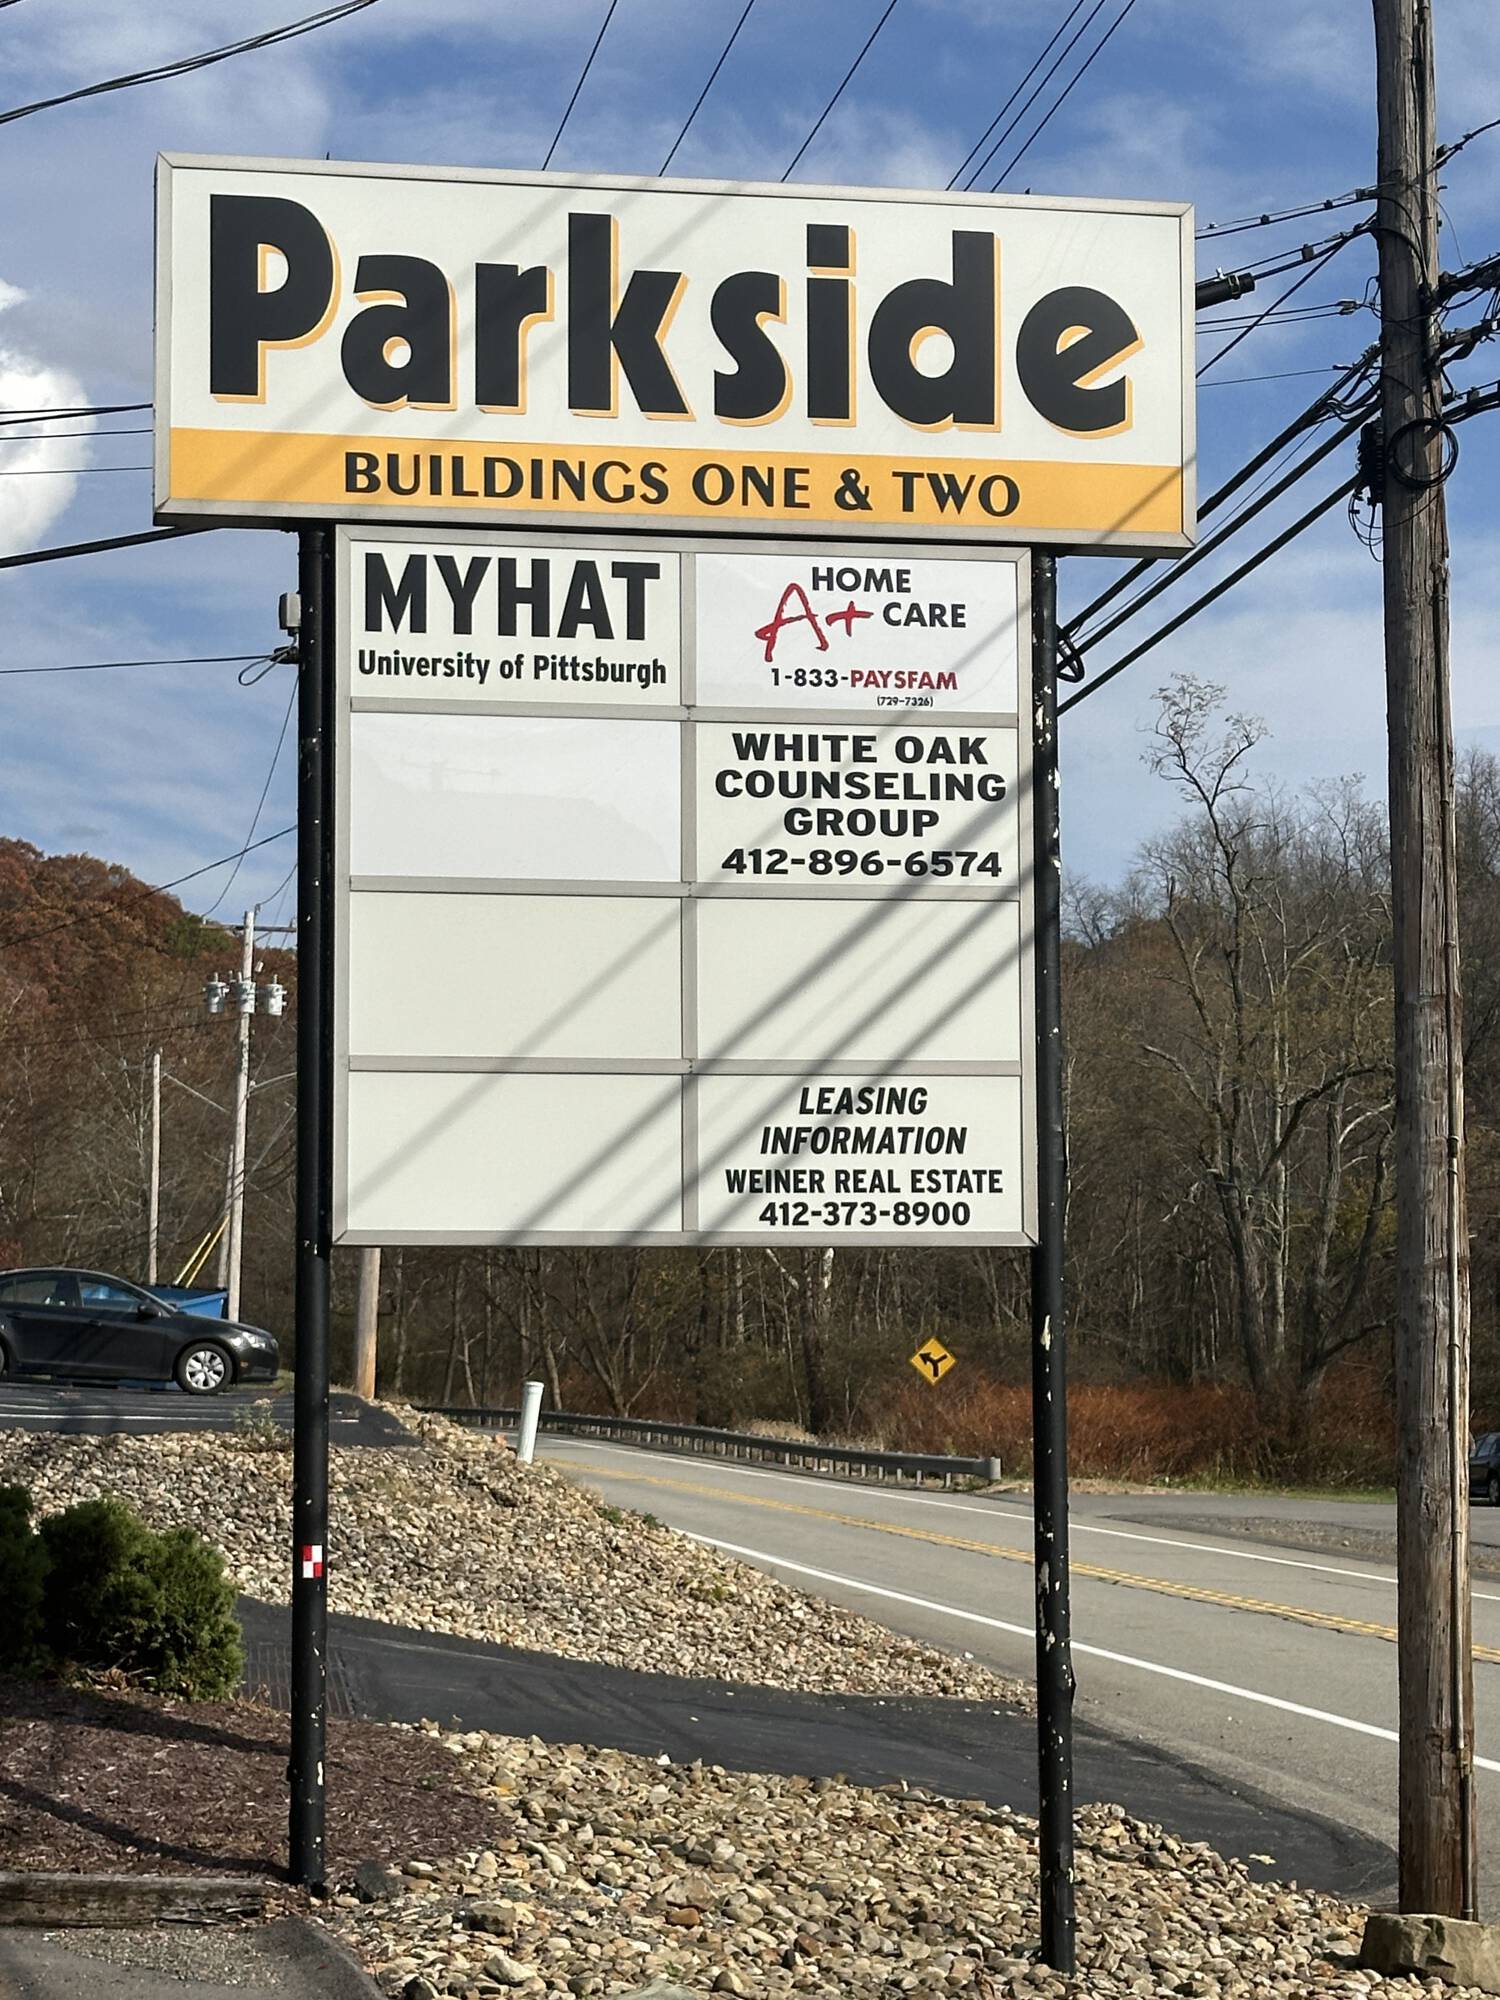 Parkside
BUILDINGS ONE & TWO
MYHAT
University of Pittsburgh
HOME
A+ CARE
1-833-PAYSFAM
(729-7326)
WHITE OAK
COUNSELING
GROUP
412-896-6574
LEASING
INFORMATION
WEINER REAL ESTATE
412-373-8900